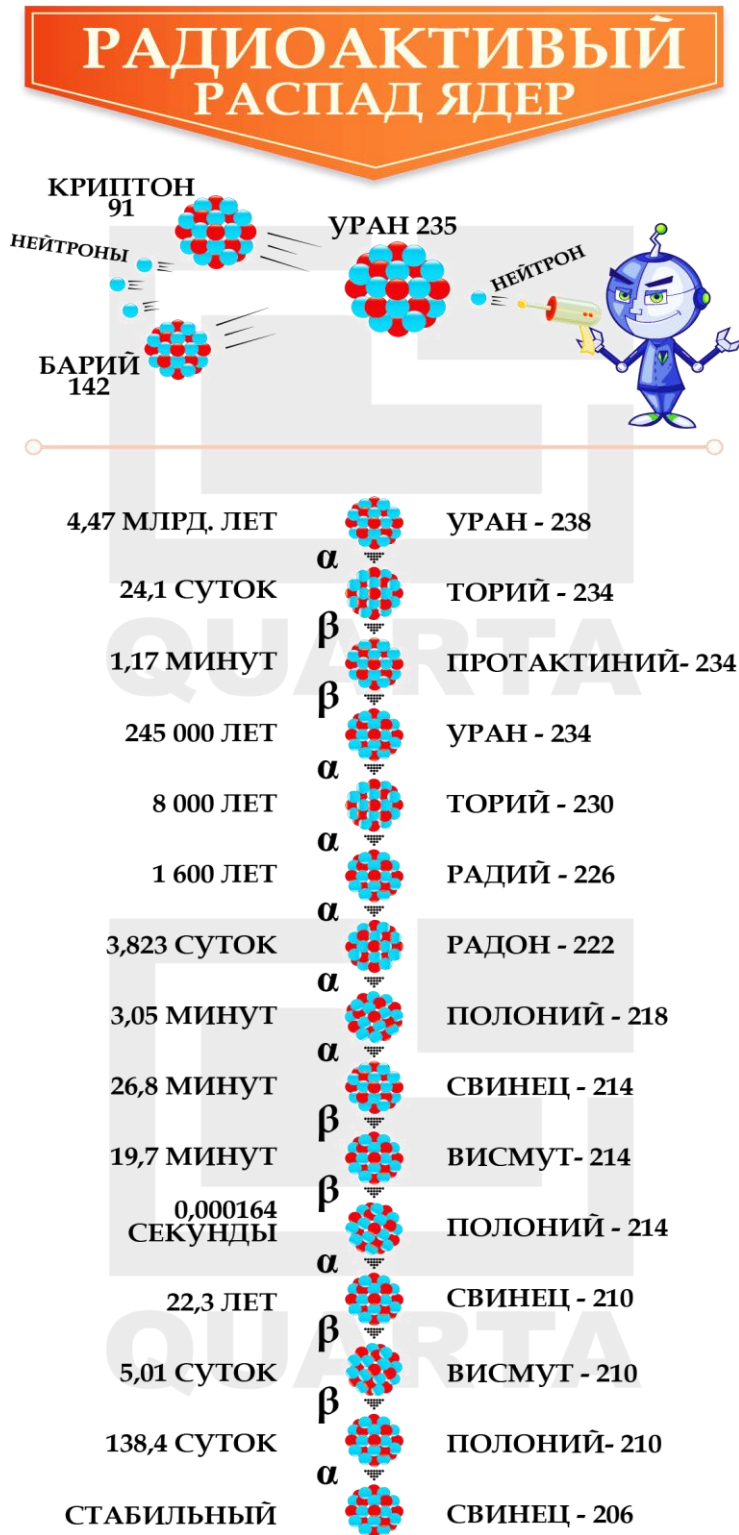 РАДИОАКТИВЫЙ
РАСПАД ЯДЕР
КРИПТОН
91
НЕЙТРОНЫ
УРАН 235
НЕЙТРОН
БАРИЙ
142
4,47 МЛРД. ЛЕТ УРАН - 238
α
24,1 СУТОК ТОРИЙ - 234
β
1,17 МИНУТ ПРОТАКТИНИЙ- 234
β
245 000 ЛЕТ УРАН - 234
α
8 000 ЛЕТ ТОРИЙ - 230
α
1 600 ЛЕТ РАДИЙ - 226
α
3,823 СУТОК РАДОН - 222
α
3,05 МИНУТ ПОЛОНИЙ - 218
α
26,8 МИНУТ СВИНЕЦ - 214
β
19,7 МИНУТ ВИСМУТ- 214
β
0,000164
СЕКУНДЫ ПОЛОНИЙ - 214
α
22,3 ЛЕТ СВИНЕЦ - 210
β
5,01 СУТОК ВИСМУТ - 210
β
138,4 СУТОК ПОЛОНИЙ- 210
α
СТАБИЛЬНЫЙ СВИНЕЦ - 206
QUARTA
QUARTA